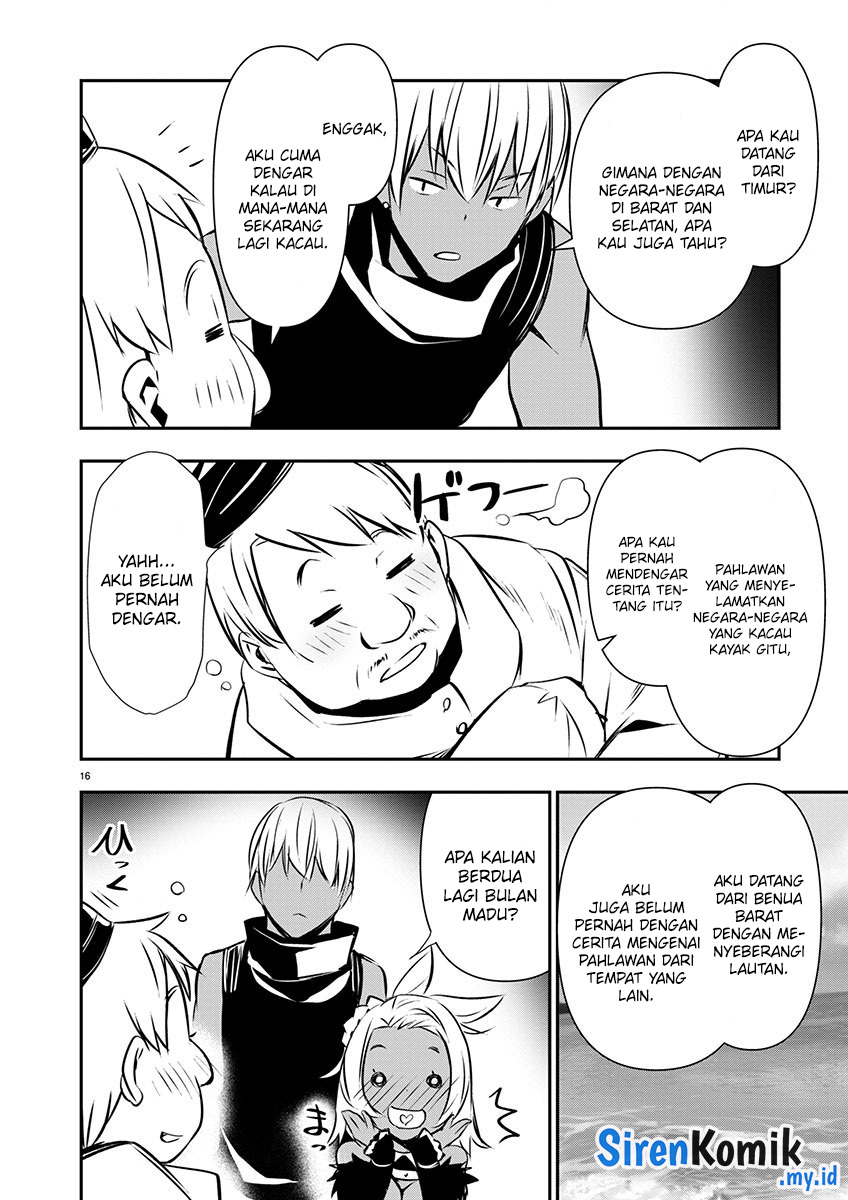 APA KAU
DATANG
DARI
TIMUR?
GIMANA DENGAN
NEGARA-NEGARA
DI BARAT DAN
SELATAN, APA
KAU JUGA TAHU?
ENGGAK,
AKU CUMA
DENGAR
KALAU DI
MANA-MANA
SEKARANG
LAGI KACAU.
PAHLAWAN
YANG MENYE-
LAMATKAN
NEGARA-NEGARA
YANG KACAU
KAYAK GITU,
APA KAU
PERNAH
MENDENGAR
CERITA TEN-
TANG ITU?
ゲフー
YAHH...
AKU BELUM
PERNAH
DENGAR.
16
AKU DATANG
DARI BENUA
BARAT
DENGAN ME-
NYEBERANGI
LAUTAN.
AKU
JUGA BELUM
PERNAH DENGAN
CERITA MENGENAI
PAHLAWAN DARI
TEMPAT YANG
LAIN.
APA KALIAN
BERDUA
LAGI BULAN
MADU?
ひっく
まっ
SirenKomik
.my.id